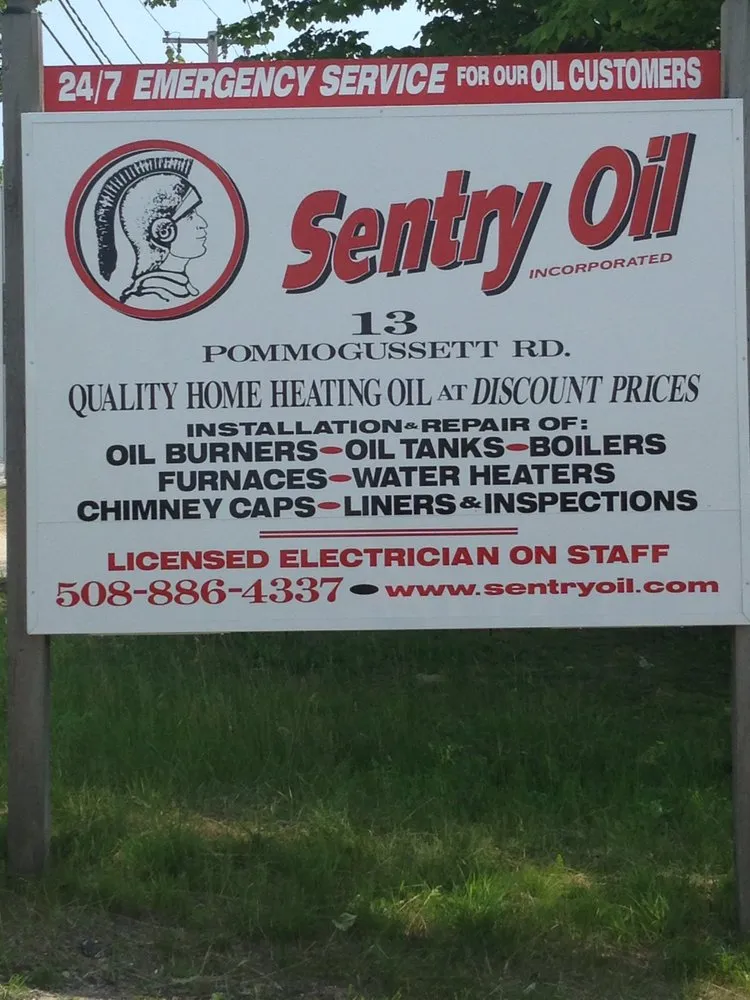 24/7 EMERGENCY SERVICE FOR OUR OIL CUSTOMERS
Sentry Oil
INCORPORATED
13
POMMOGUSSETT RD.
QUALITY HOME HEATING OIL AT DISCOUNT PRICES
INSTALLATION & REPAIR OF:
OIL BURNERS - OIL TANKS - BOILERS
FURNACES - WATER HEATERS
CHIMNEY CAPS - LINERS & INSPECTIONS
LICENSED ELECTRICIAN ON STAFF
508-886-4337 • www.sentryoil.com